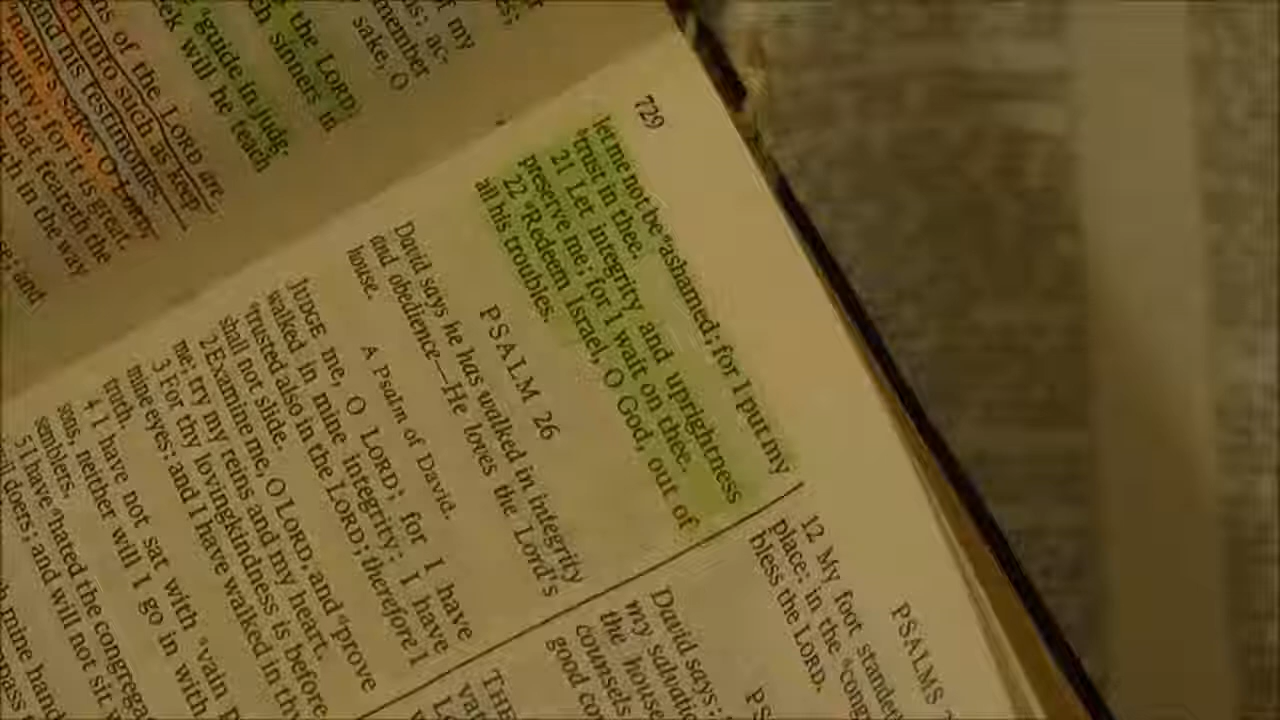 729
PSALMS
of my
ac-
member
sake, O
the LORD:
sinners in
guide in judg-
will he teach
of the LORD are
unto such as keep
and his testimonies.
name's sake, O LORD,
for it is great.
that feareth the
in the way
and
let me not be ashamed; for I put my
trust in thee.
21 Let integrity and uprightness
preserve me; for I wait on thee.
22 Redeem Israel, O God, out of
all his troubles.
PSALM 26
David says he has walked in integrity
and obedience—He loves the Lord's
house.
A Psalm of David.
JUDGE me, O LORD; for I have
walked in mine integrity: I have
trusted also in the LORD; therefore I
shall not slide.
2 Examine me, O LORD, and prove
me; try my reins and my heart.
3 For thy lovingkindness is before
mine eyes: and I have walked in thy
truth.
4 I have not sat with vain
sons, neither will I go in with
semblers.
5 I have hated the
doers; and will not sit
mine
12 My foot
place: in the
bless the LORD.
David says:
my
the house
counsels
good
THE